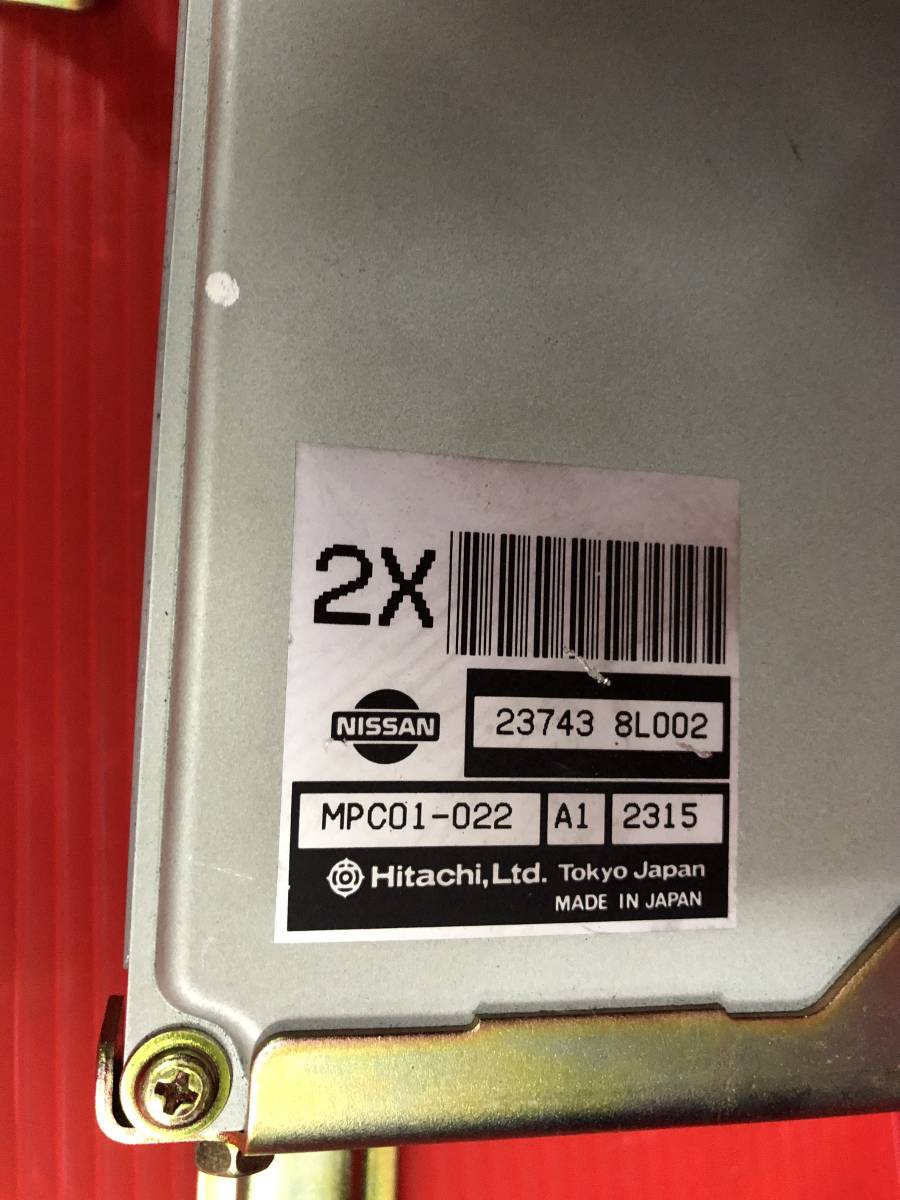 2X
NISSAN
23743 8L002
MPC01-022 A1 2315
Hitachi, Ltd. Tokyo Japan
MADE IN JAPAN